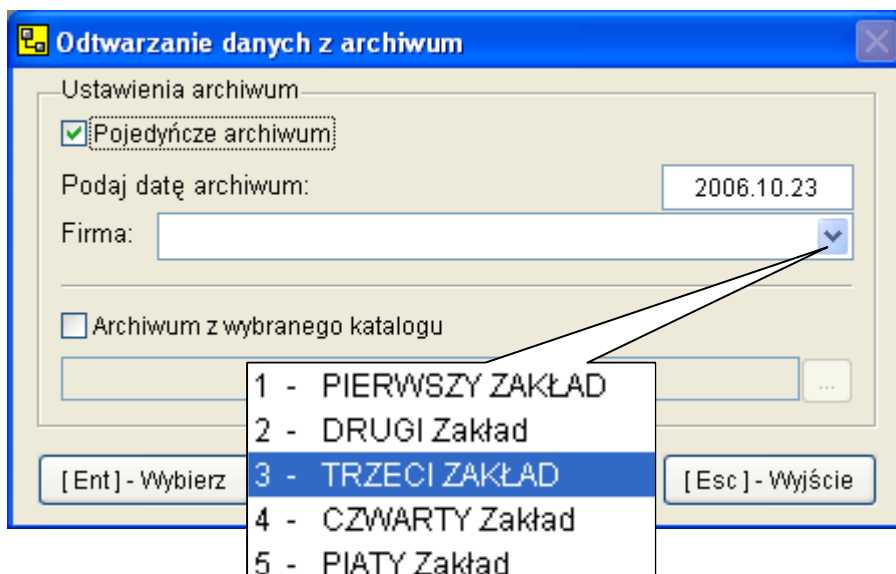 Odtwarzanie danych z archiwum
Ustawienia archiwum
Pojedyńcze archiwum
Podaj datę archiwum:
2006.10.23
Firma:
Archiwum z wybranego katalogu
...
1 - PIERWSZY ZAKŁAD
2 - DRUGI Zakład
3 - TRZECI ZAKŁAD
4 - CZWARTY Zakład
5 - PIATY Zakład
[ Ent ] - Wybierz
[ Esc ] - Wyjście